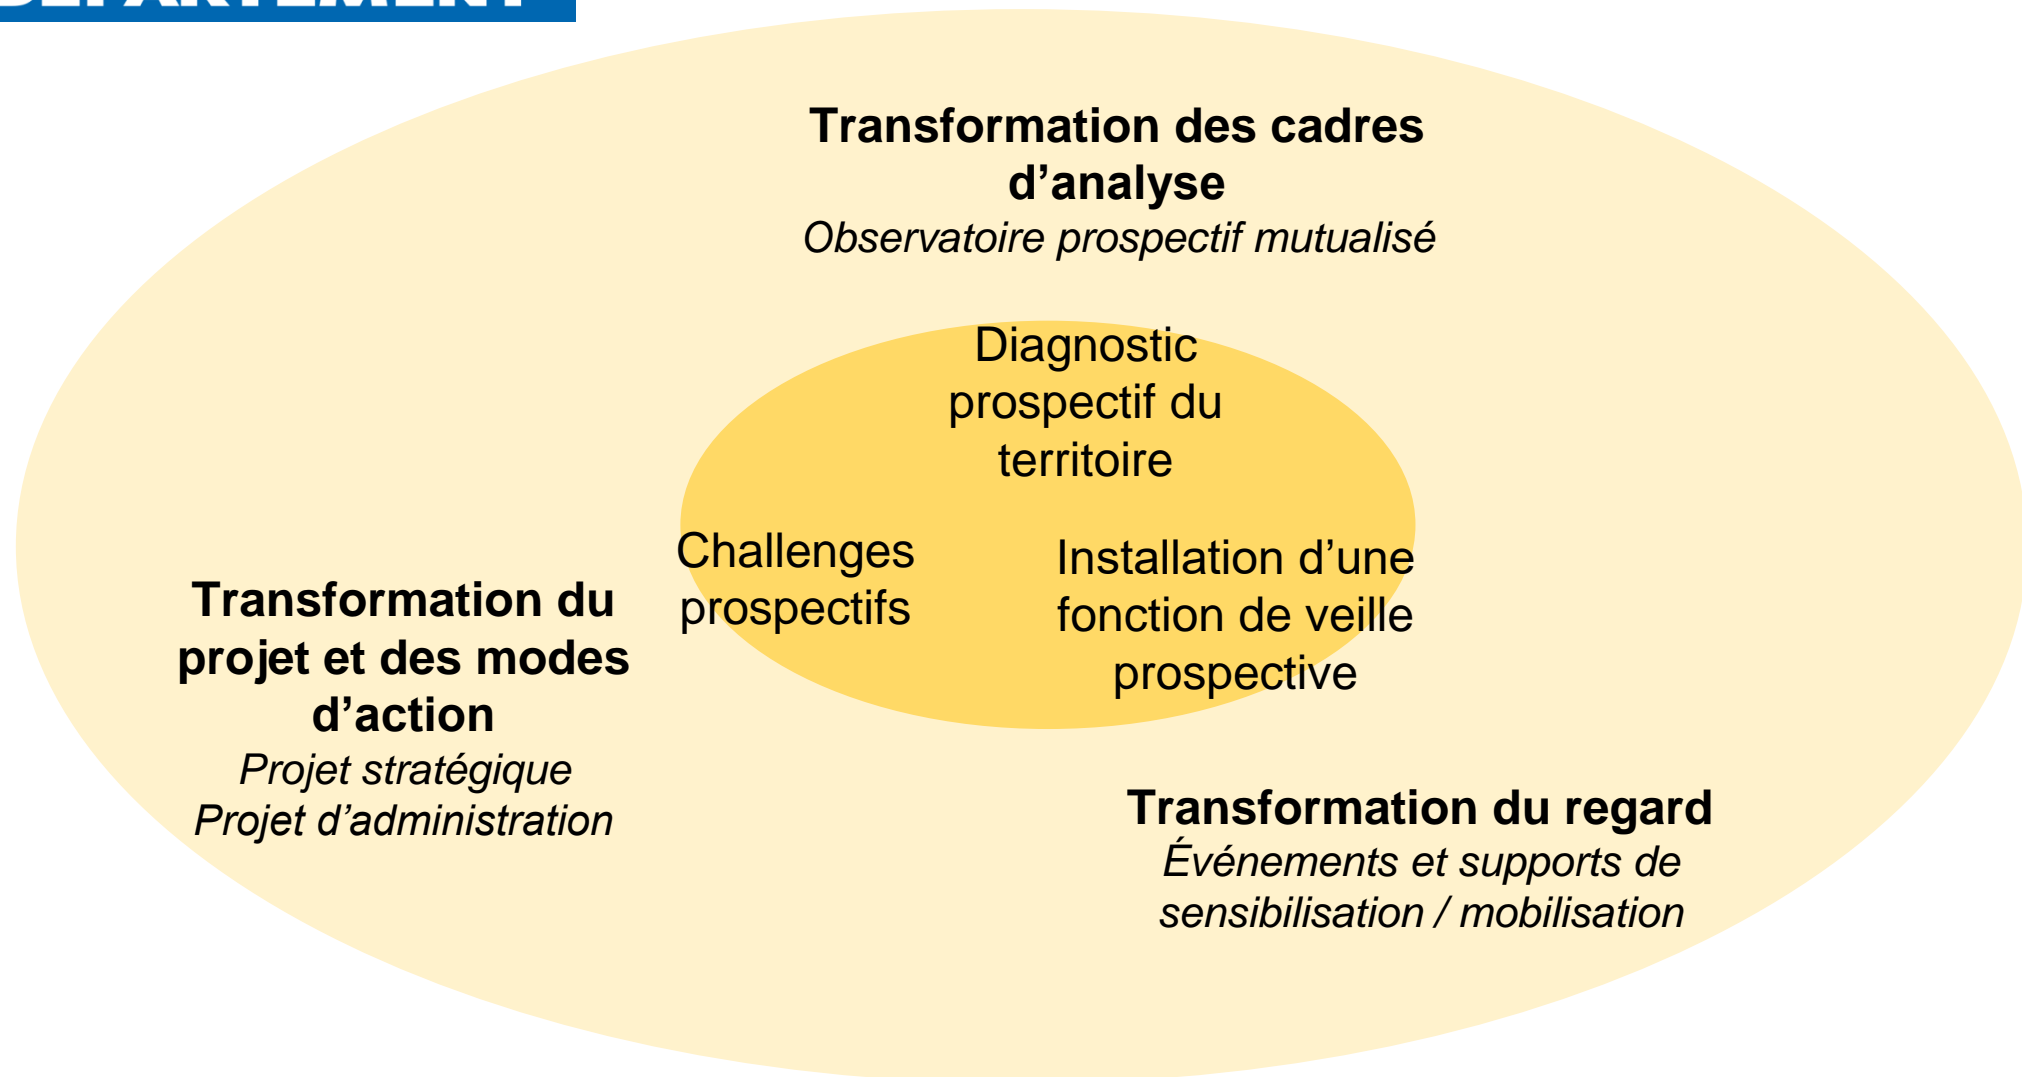 DEPARTEMENT
Transformation des cadres
d’analyse
Observatoire prospectif mutualisé
Diagnostic
prospectif du
territoire
Challenges
prospectifs
Installation d’une
fonction de veille
prospective
Transformation du
projet et des modes
d’action
Projet stratégique
Projet d’administration
Transformation du regard
Événements et supports de
sensibilisation / mobilisation